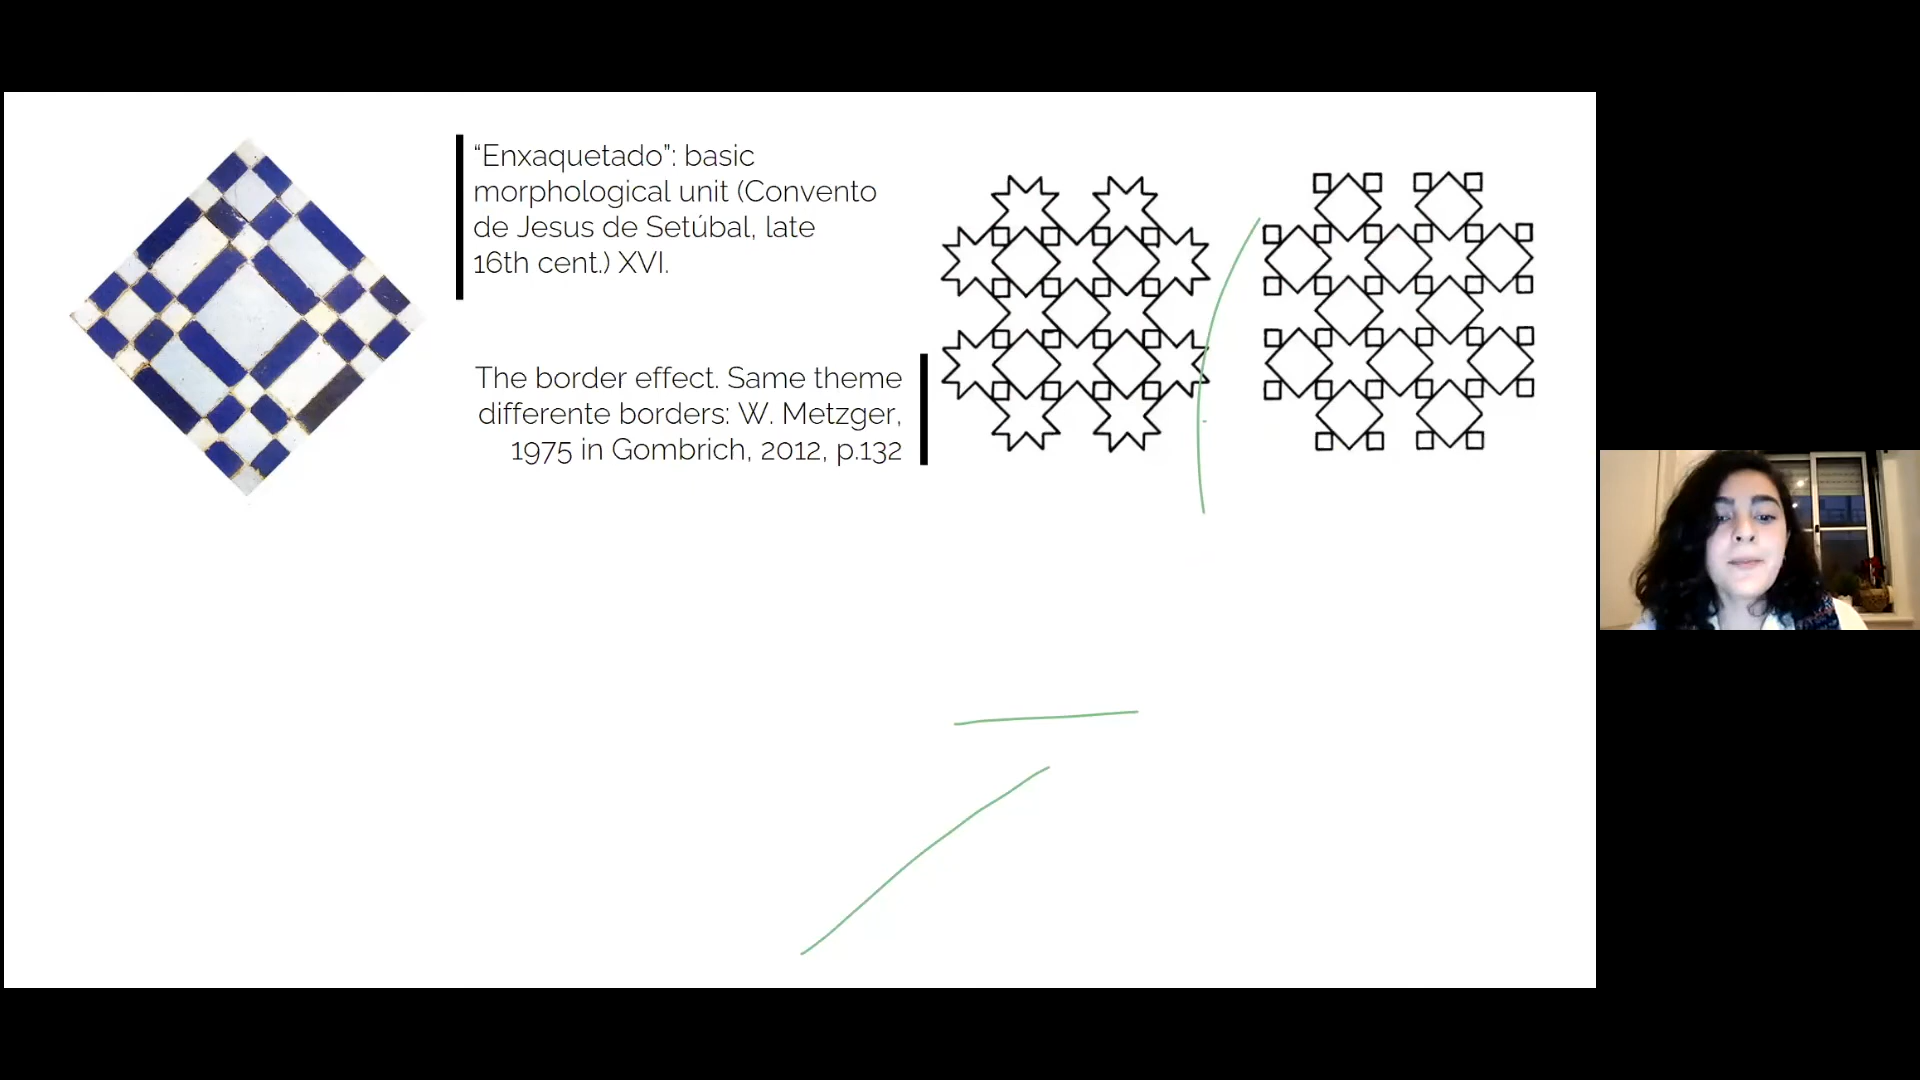 “Enxaquetado”: basic
morphological unit (Convento
de Jesus de Setúbal, late
16th cent.) XVI.
The border effect. Same theme
differente borders: W. Metzger,
1975 in Gombrich, 2012, p.132